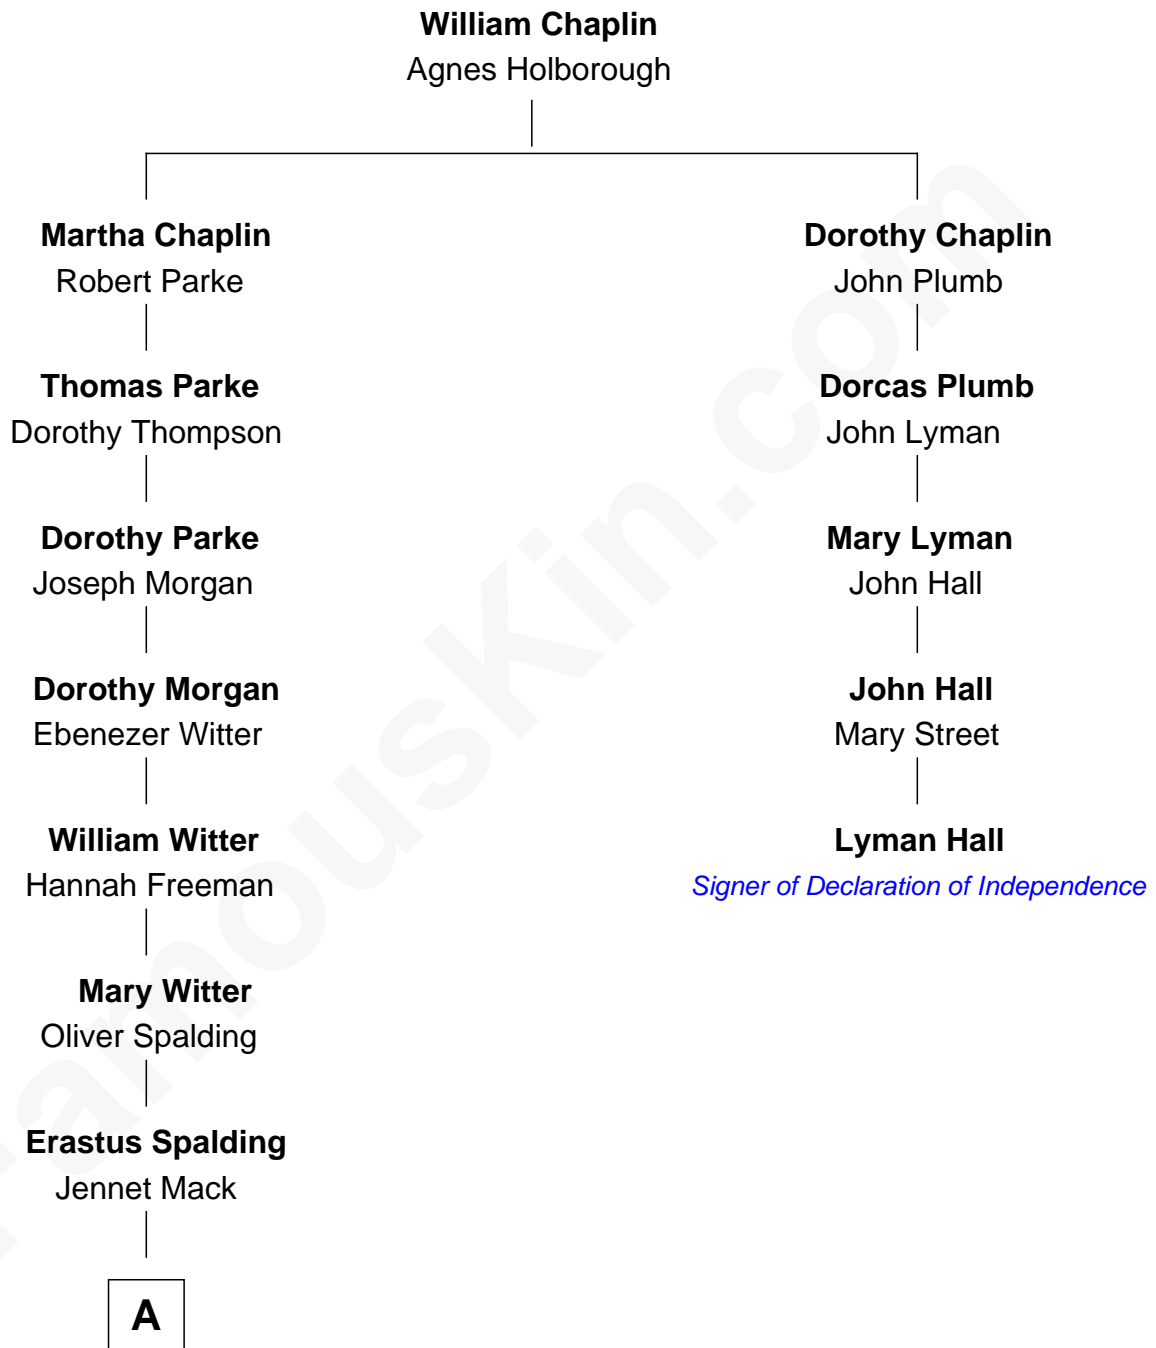 William Chaplin
Agnes Holborough
Martha Chaplin
Robert Parke
Dorothy Chaplin
John Plumb
Thomas Parke
Dorothy Thompson
Dorcas Plumb
John Lyman
Dorothy Parke
Joseph Morgan
Mary Lyman
John Hall
Dorothy Morgan
Ebenezer Witter
John Hall
Mary Street
William Witter
Hannah Freeman
Lyman Hall
Signer of Declaration of Independence
Mary Witter
Oliver Spalding
Erastus Spalding
Jennet Mack
A
FamousKin.com